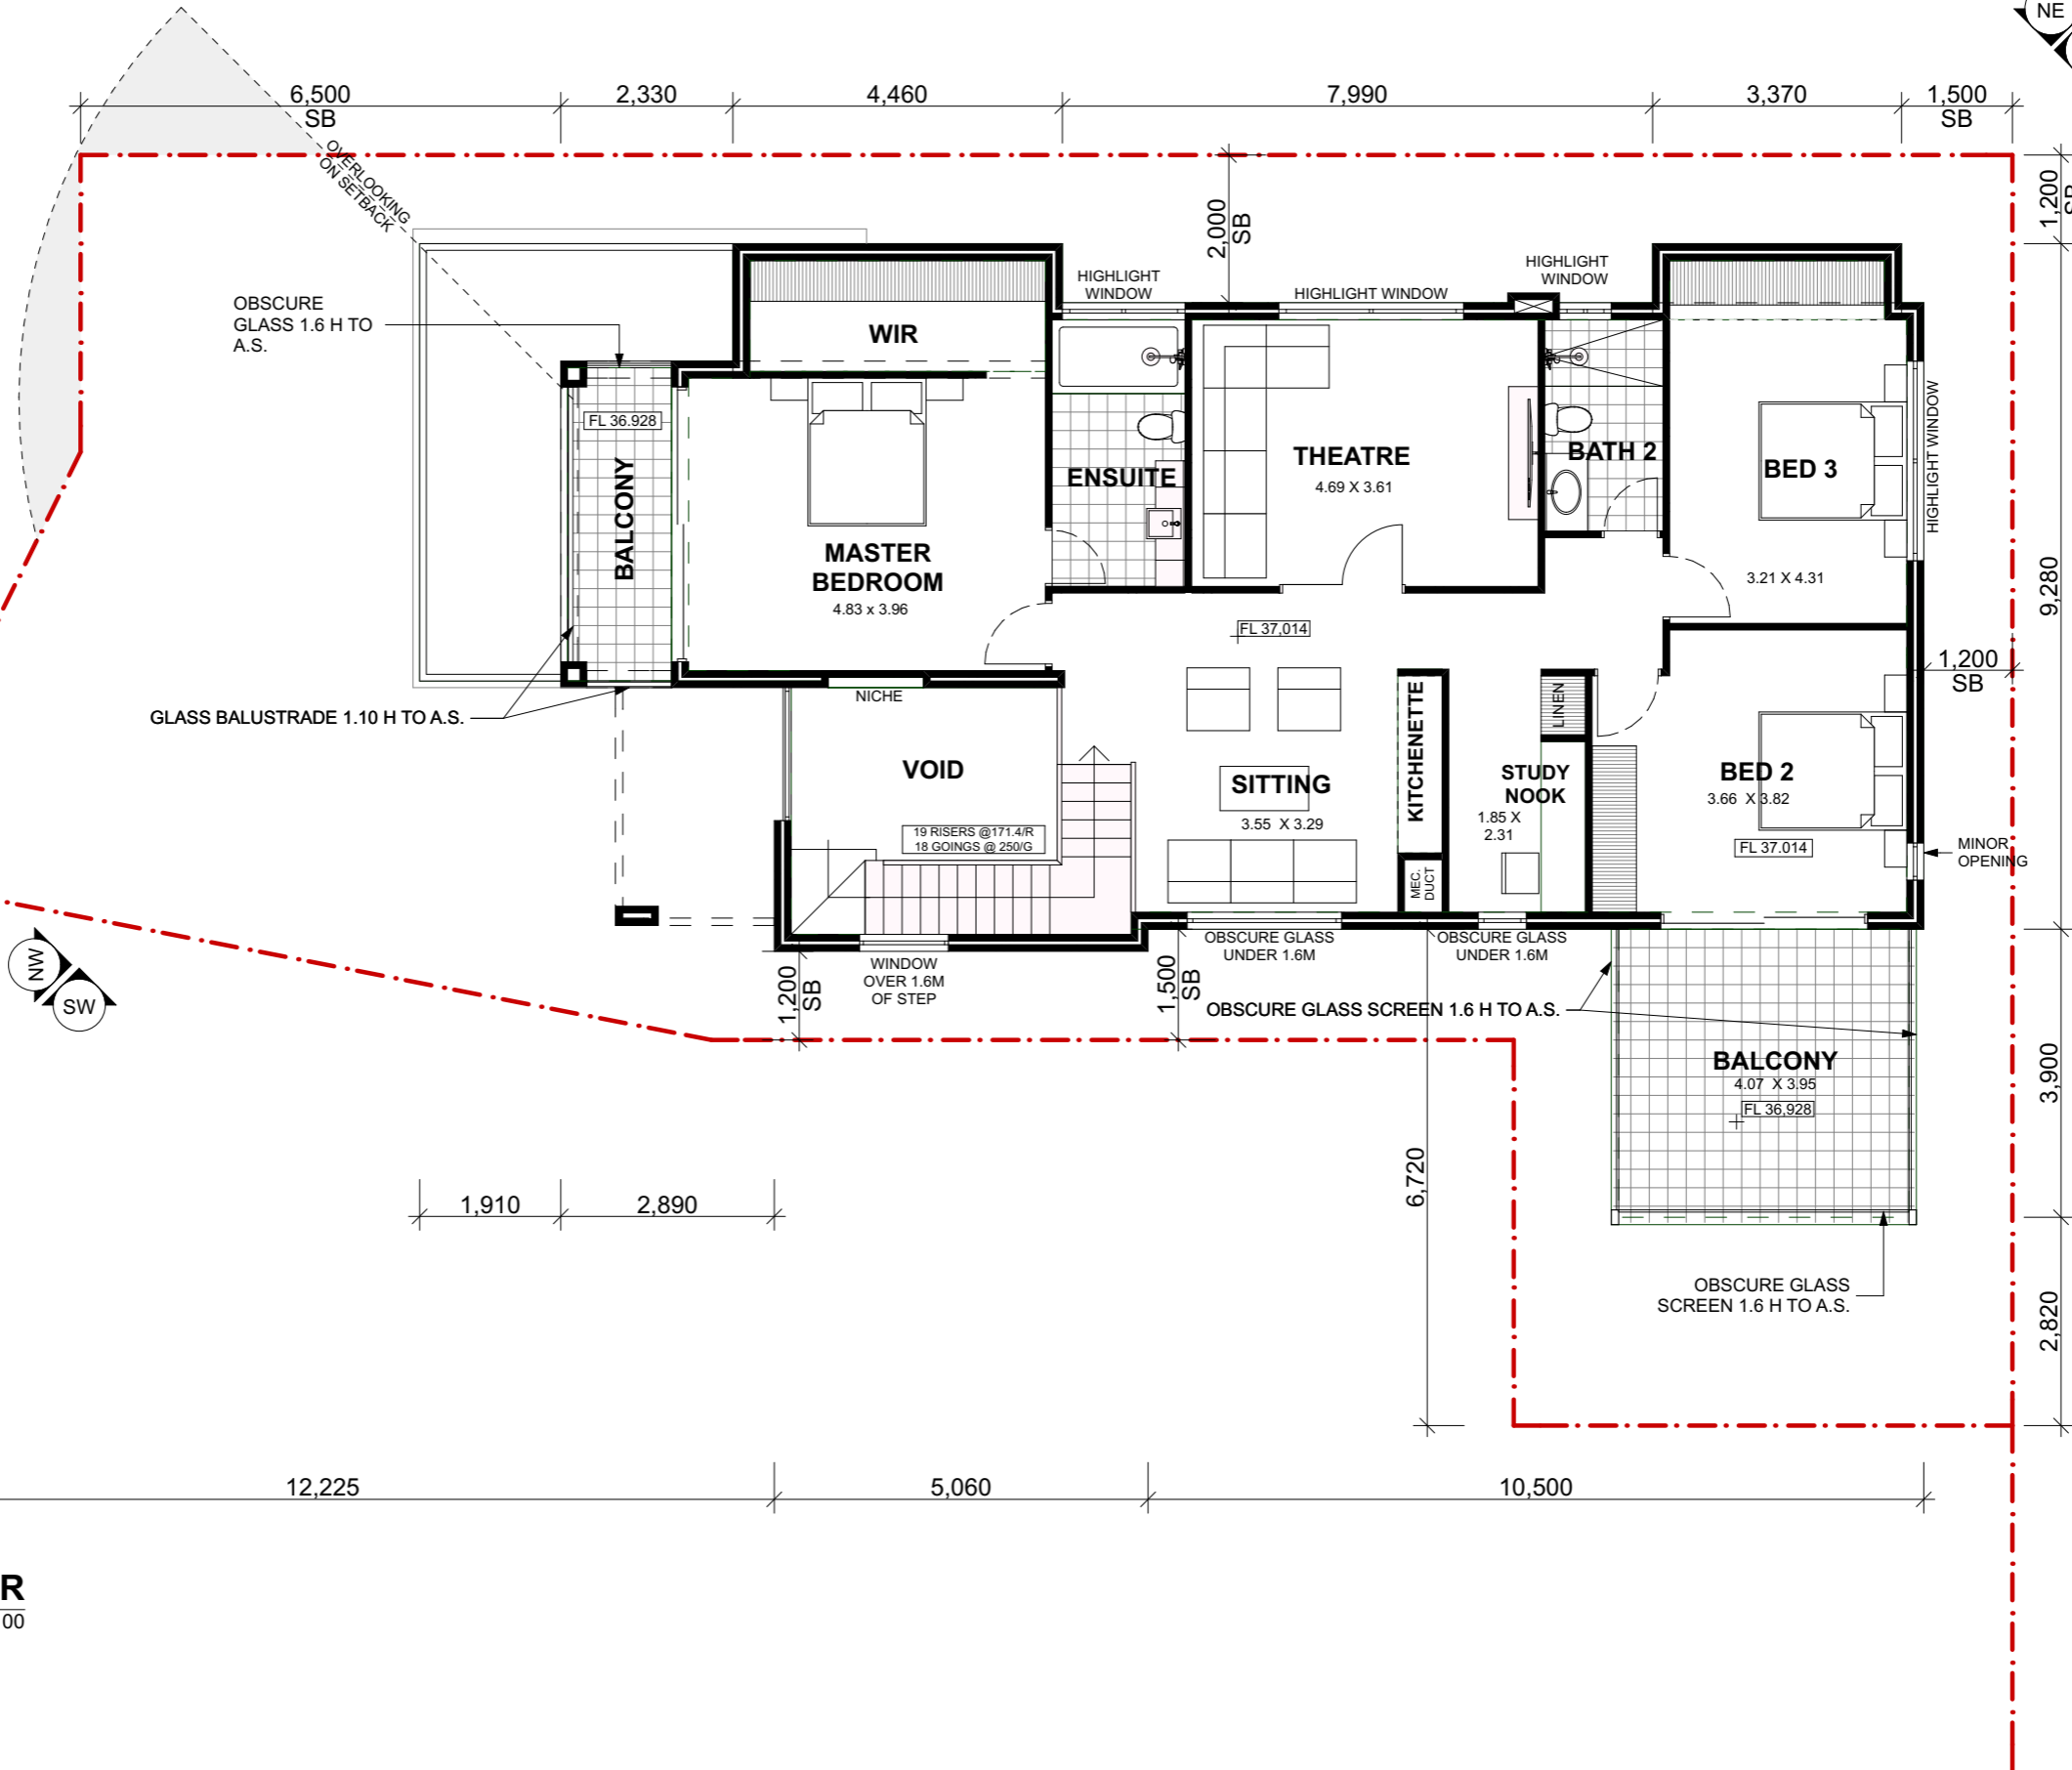 NE
6,500
SB
2,330
4,460
7,990
3,370
1,500
SB
OVERLOOKING
ON SETBACK
2,000
SB
1,200
SB
OBSCURE
GLASS 1.6 H TO
A.S.
HIGHLIGHT
WINDOW
HIGHLIGHT WINDOW
HIGHLIGHT
WINDOW
WIR
FL 36.928
BALCONY
MASTER
BEDROOM
4.83 x 3.96
ENSUITE
THEATRE
4.69 X 3.61
BATH 2
BED 3
3.21 X 4.31
HIGHLIGHT WINDOW
9,280
FL 37,014
1,200
SB
GLASS BALUSTRADE 1.10 H TO A.S.
NICHE
VOID
19 RISERS @171.4/R
18 GOINGS @ 250/G
SITTING
3.55 X 3.29
KITCHENETTE
MEC.
DUCT
LINEN
STUDY
NOOK
1.85 X
2.31
BED 2
3.66 X 3.82
FL 37.014
MINOR
OPENING
NW
SW
WINDOW
OVER 1.6M
OF STEP
1,200
SB
1,500
SB
OBSCURE GLASS
UNDER 1.6M
OBSCURE GLASS
UNDER 1.6M
OBSCURE GLASS SCREEN 1.6 H TO A.S.
BALCONY
4.07 X 3.95
FL 36,928
3,900
6,720
1,910
2,890
OBSCURE GLASS
SCREEN 1.6 H TO A.S.
2,820
12,225
5,060
10,500
R
00